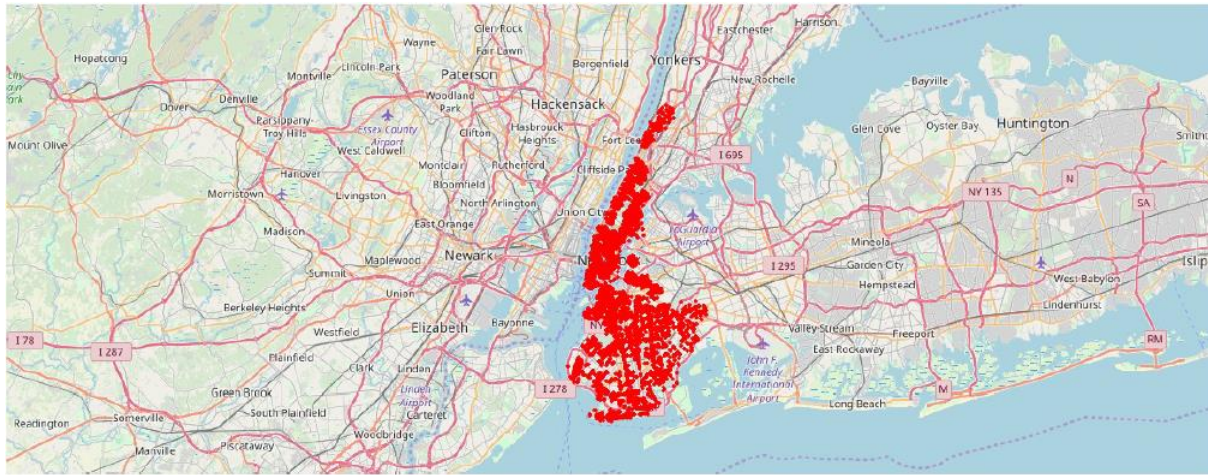 Harrison
Glen Rock
Eastchester
Hopatcong
Wayne
Fair Lawn
Bergenfield
Yonkers
Montville
Lincoln Park
Paterson
New Rochelle
Bayville
Denville
Woodland
Park
Hackensack
Dover
Parsippany-
Troy Hills
Essex County
Airport
Clifton
Hasbrouck
Heights
Glen Cove
Oyster Bay
Huntington
Mount Olive
West Caldwell
Fort Lee
I 695
Smith
Hanover
Montclair
Rutherford
Cliffside Pa
Morristown
Livingston
Bloomfield
North Arlington
Union City
NY 135
N
SA
Madison
East Orange
LaGuardia
Airport
Mineola
Newark
Maplewood
N
I 295
Garden City
Summit
Union
Hempstead
West Babylon
Islip
Berkeley Heights
Lindenhurst
Elizabeth
Bayonne
NY
Valley Stream
Freeport
I 78
I 287
Westfield
East Rockaway
RM
Plainfield
Clark
Linden
John F.
Kennedy
International
Airport
Green Brook
Linden
Airport
I 278
M
Long Beach
South Plainfield
Carteret
Readington
Somerville
Woodbridge
Manville
Piscataway